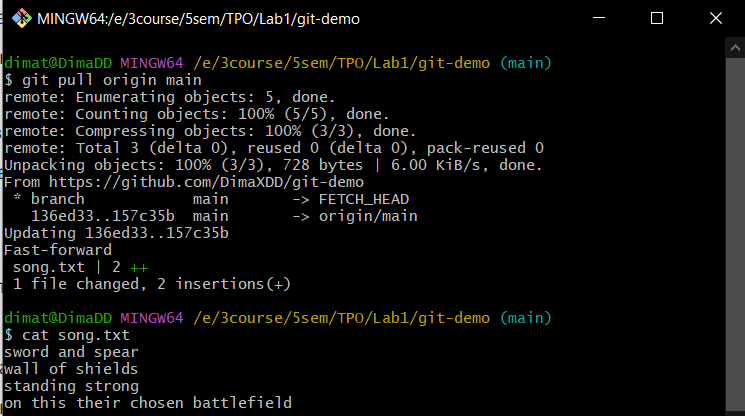 MINGW64:/e/3course/5sem/TPO/Lab1/git-demo
dimat@DimaDD MINGW64 /e/3course/5sem/TPO/Lab1/git-demo (main)
$ git pull origin main
remote: Enumerating objects: 5, done.
remote: Counting objects: 100% (5/5), done.
remote: Compressing objects: 100% (3/3), done.
remote: Total 3 (delta 0), reused 0 (delta 0), pack-reused 0
Unpacking objects: 100% (3/3), 728 bytes | 6.00 KiB/s, done.
From https://github.com/DimaXDD/git-demo
 * branch            main       -> FETCH_HEAD
   136ed33..157c35b  main       -> origin/main
Updating 136ed33..157c35b
Fast-forward
 song.txt | 2 ++
 1 file changed, 2 insertions(+)
dimat@DimaDD MINGW64 /e/3course/5sem/TPO/Lab1/git-demo (main)
$ cat song.txt
sword and spear
wall of shields
standing strong
on this their chosen battlefield